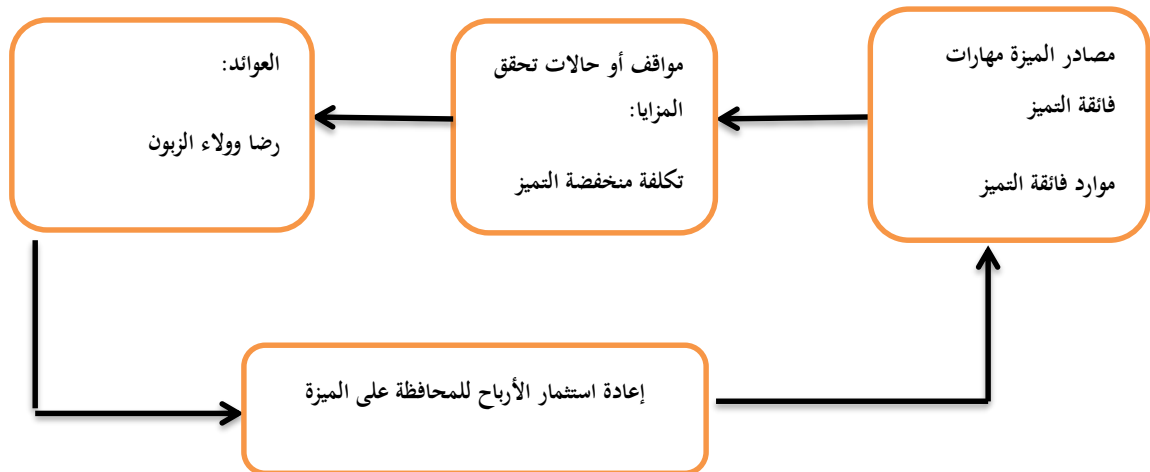 مصادر الميزة مهارات
فائقة التميز
موارد فائقة التميز
مواقف أو حالات تحقق
المزايا:
تكلفة منخفضة التميز
العوائد:
رضا وولاء الزبون
إعادة استثمار الأرباح للمحافظة على الميزة